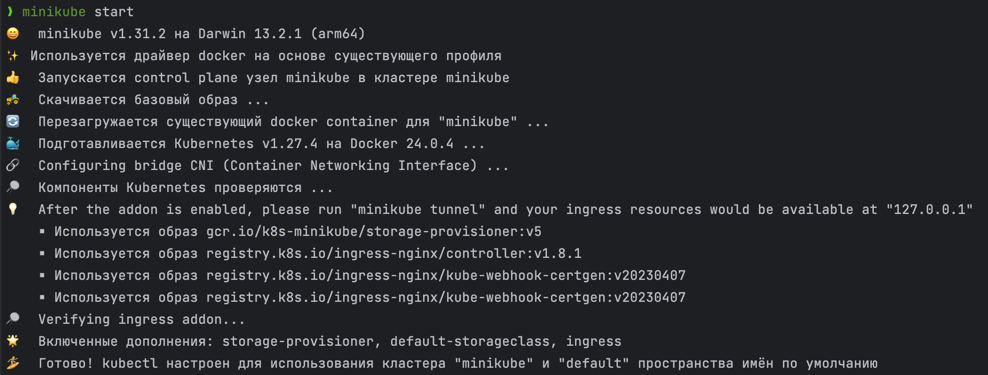 ❱ minikube start
😄 minikube v1.31.2 на Darwin 13.2.1 (arm64)
✨ Используется драйвер docker на основе существующего профиля
👍 Запускается control plane узел minikube в кластере minikube
🚜 Скачивается базовый образ ...
🔄 Перезагружается существующий docker container для "minikube" ...
🐳 Подготавливается Kubernetes v1.27.4 на Docker 24.0.4 ...
🔗 Configuring bridge CNI (Container Networking Interface) ...
🔎 Компоненты Kubernetes проверяются ...
💡 After the addon is enabled, please run "minikube tunnel" and your ingress resources would be available at "127.0.0.1"
▪ Используется образ gcr.io/k8s-minikube/storage-provisioner:v5
▪ Используется образ registry.k8s.io/ingress-nginx/controller:v1.8.1
▪ Используется образ registry.k8s.io/ingress-nginx/kube-webhook-certgen:v20230407
▪ Используется образ registry.k8s.io/ingress-nginx/kube-webhook-certgen:v20230407
🔎 Verifying ingress addon...
🌟 Включенные дополнения: storage-provisioner, default-storageclass, ingress
🏄 Готово! kubectl настроен для использования кластера "minikube" и "default" пространства имён по умолчанию